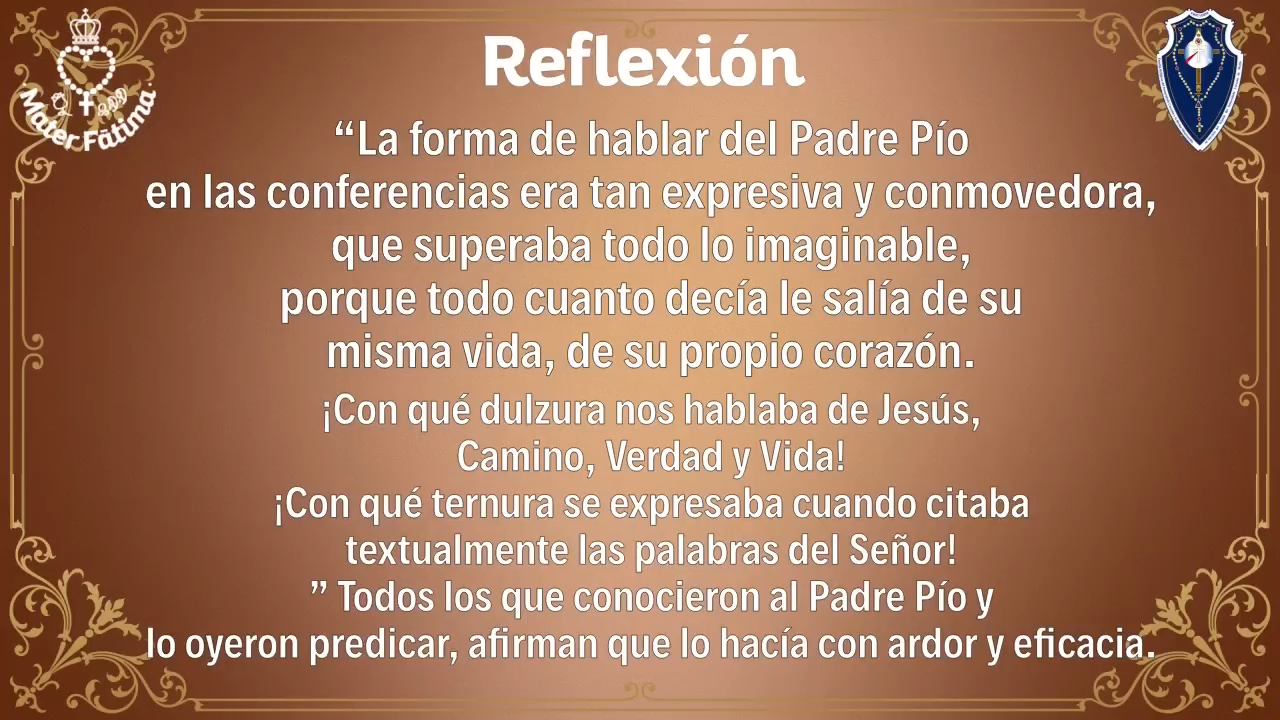 Reflexión
Mater Fátima
“La forma de hablar del Padre Pío
en las conferencias era tan expresiva y conmovedora,
que superaba todo lo imaginable,
porque todo cuanto decía le salía de su
misma vida, de su propio corazón.
¡Con qué dulzura nos hablaba de Jesús,
Camino, Verdad y Vida!
¡Con qué ternura se expresaba cuando citaba
textualmente las palabras del Señor!
” Todos los que conocieron al Padre Pío y
lo oyeron predicar, afirman que lo hacía con ardor y eficacia.